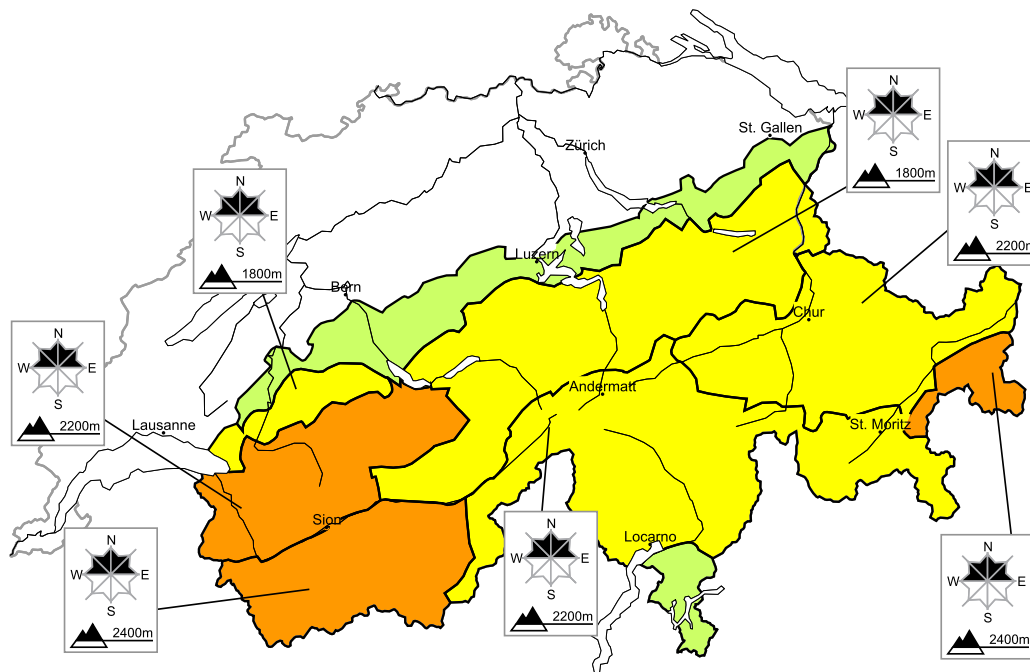 St. Gallen
Zürich
Luzern
Bern
Chur
Andermatt
St. Moritz
Lausanne
Sion
Locarno
N
W
E
S
1800m
N
W
E
S
2200m
N
W
E
S
1800m
N
W
E
S
2200m
N
W
E
S
2400m
N
W
E
S
2200m
N
W
E
S
2400m